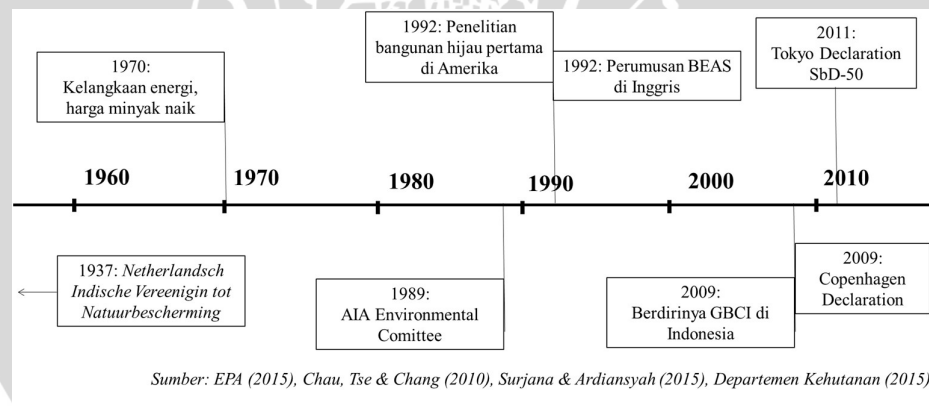 1970:
Kelangkaan energi,
harga minyak naik
1992: Penelitian
bangunan hijau pertama
di Amerika
1992: Perumusan BEAS
di Inggris
2011:
Tokyo Declaration
SbD-50
1960
1970
1980
1990
2000
2010
1937: Netherlandsch
Indische Vereenigin tot
Natuurbescherming
1989:
AIA Environmental
Comittee
2009:
Berdirinya GBCI di
Indonesia
2009:
Copenhagen
Declaration
Sumber: EPA (2015), Chau, Tse & Chang (2010), Surjana & Ardiansyah (2015), Departemen Kehutanan (2015)